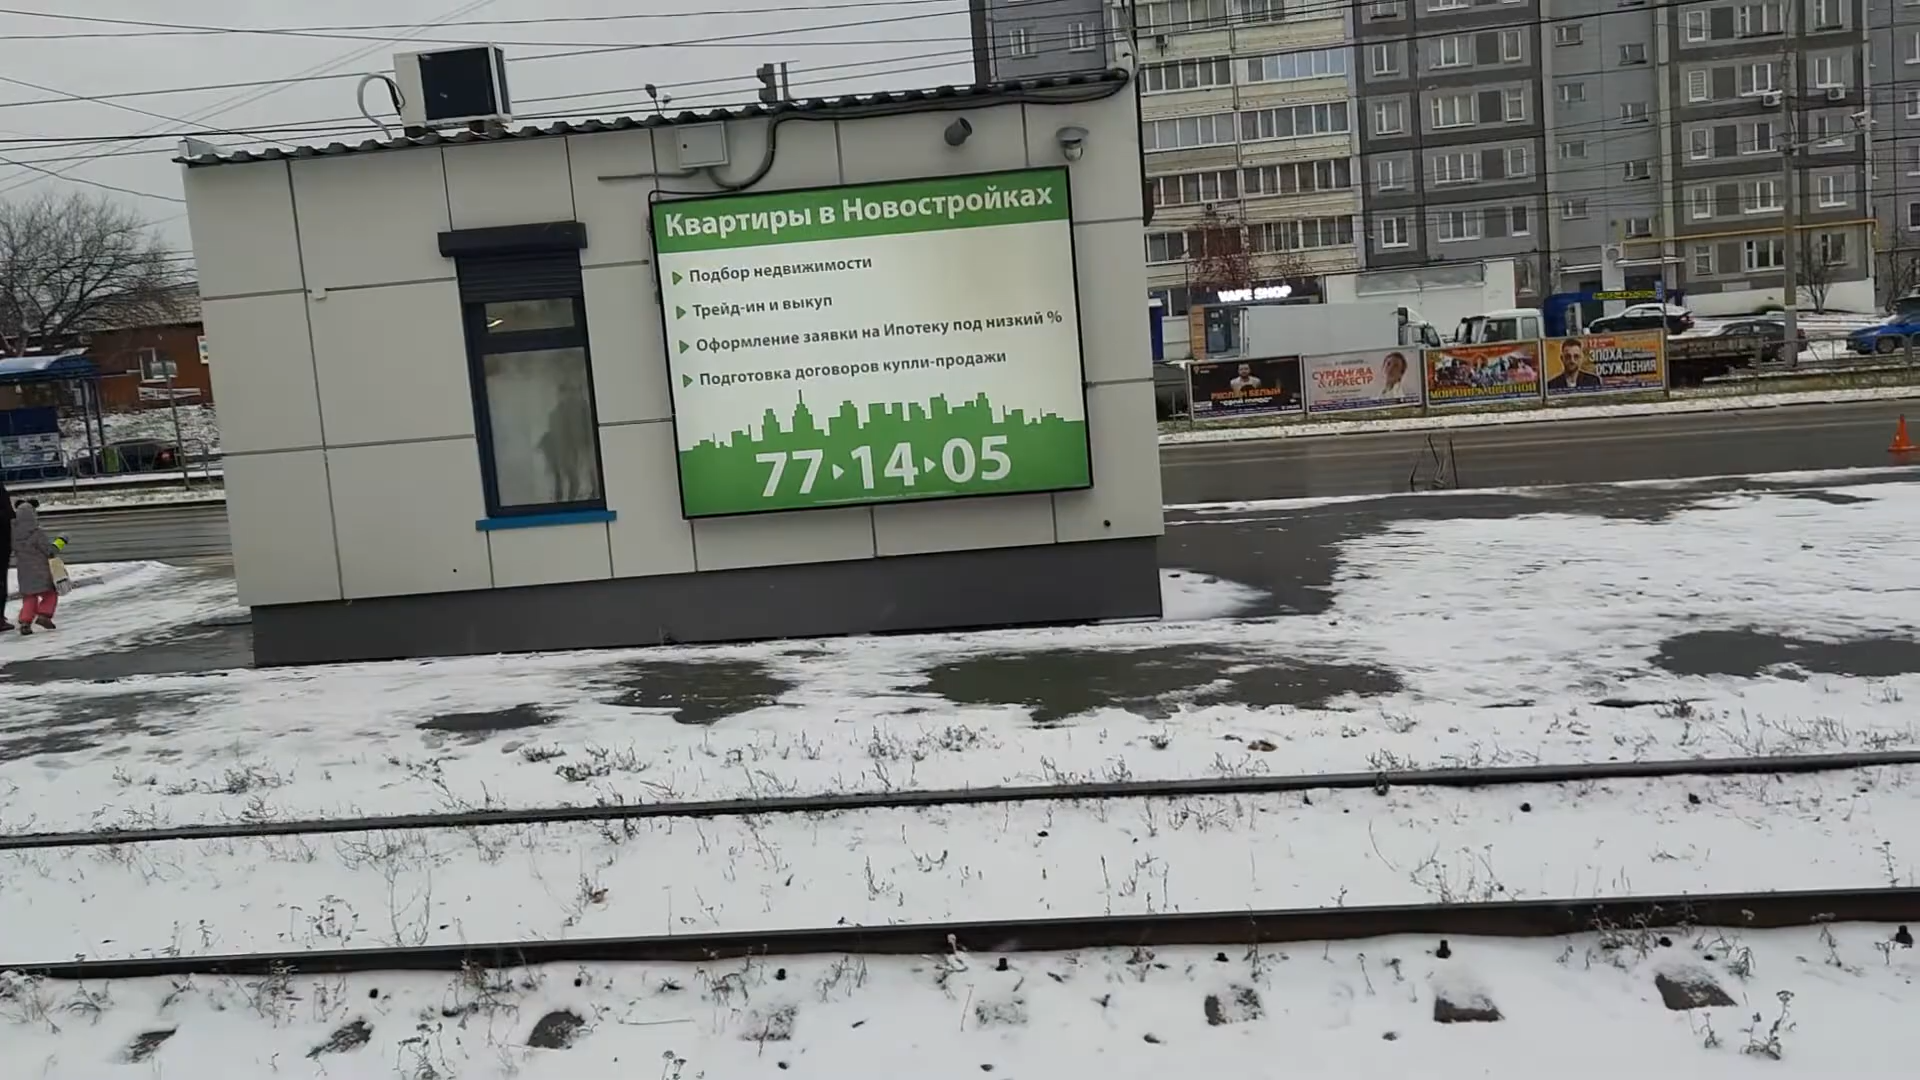 Квартиры в Новостройках
Подбор недвижимости
Трейд-ин и выкуп
Оформление заявки на Ипотеку под низкий %
Подготовка договоров купли-продажи
77 14 05
VAPE SHOP
РУСЛАН БЕЛЫЙ
СУРГАНОВА
& ОРКЕСТР
ЭПОХА
ОСУЖДЕНИЯ